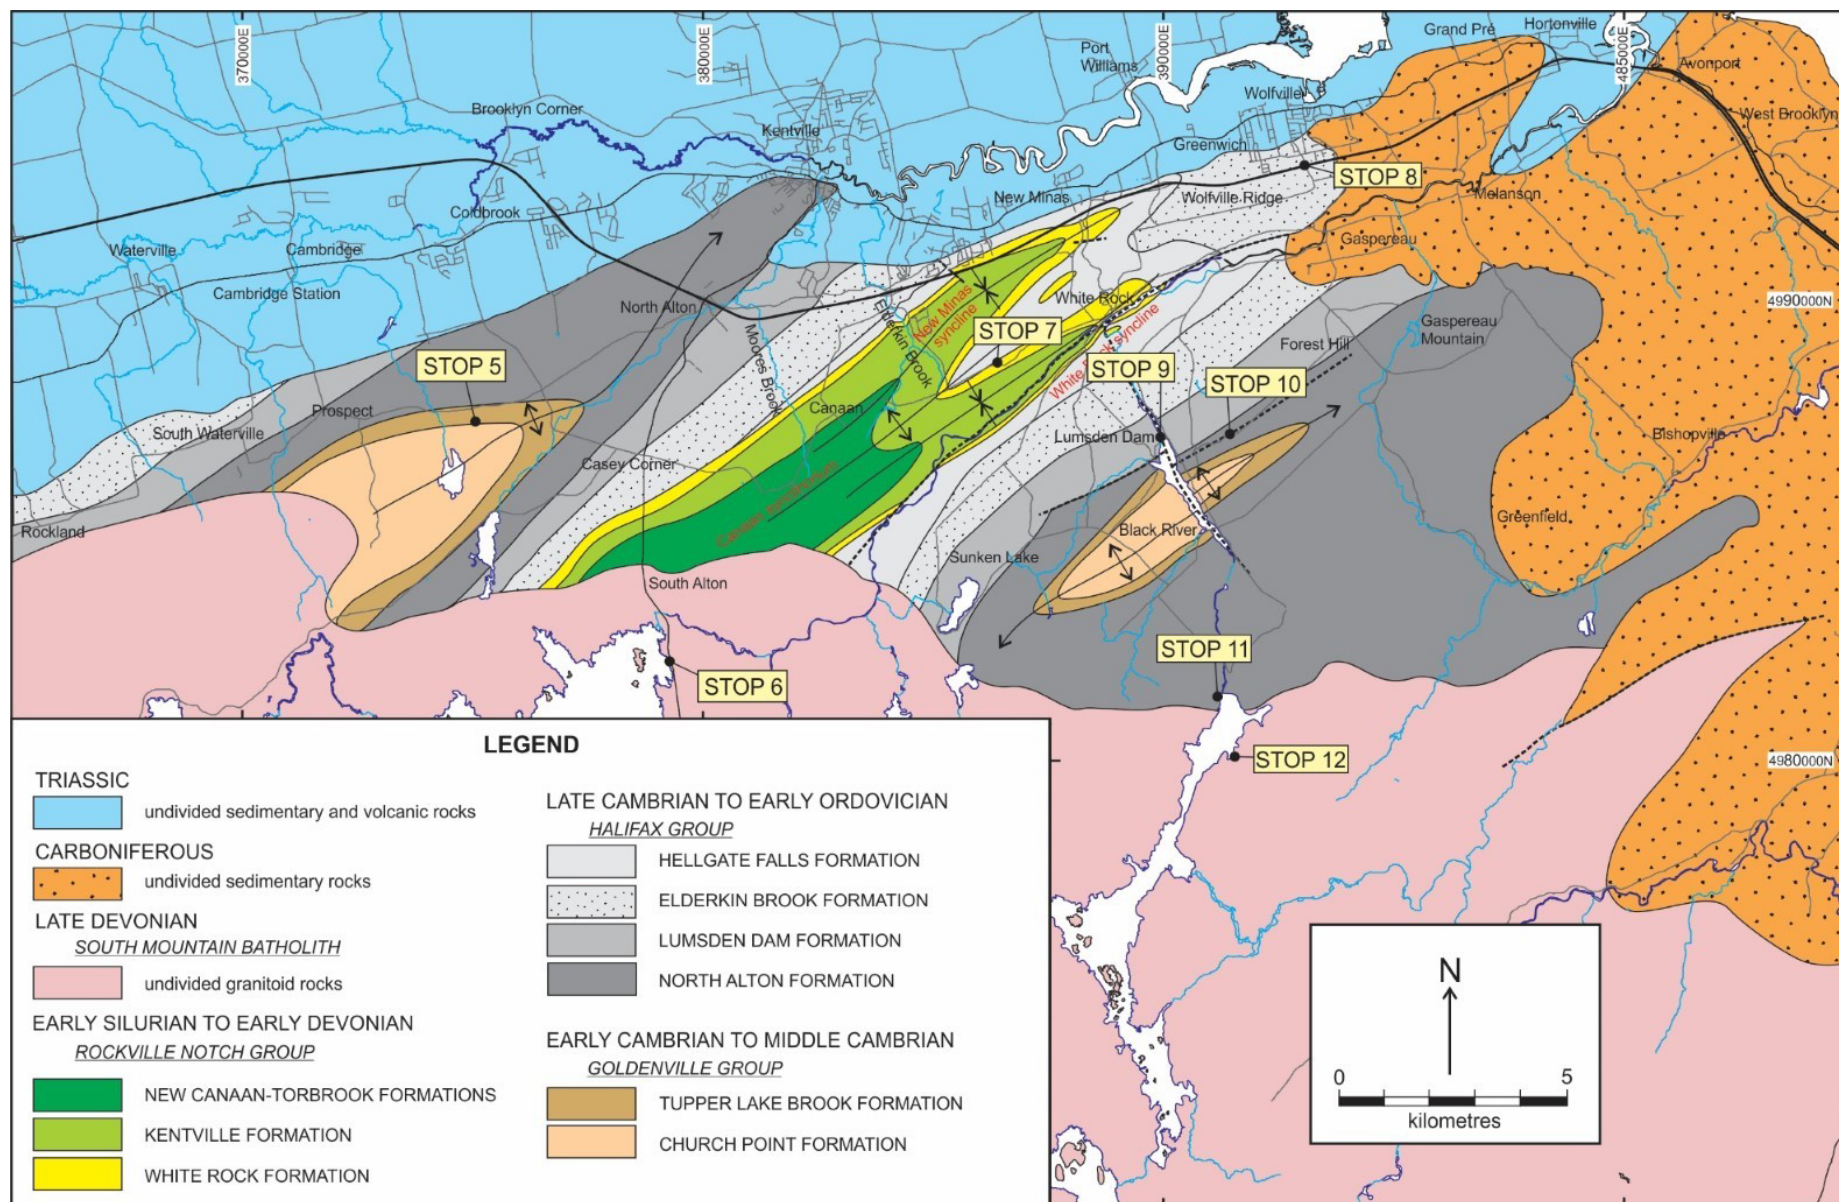 370000E
380000E
390000E
485000E
Port
Williams
Grand Pré
Hortonville
Avonport
Brooklyn Corner
Kentville
Wolfville
West Brooklyn
Greenwich
STOP 8
Melanson
New Minas
Wolfville Ridge
Coldbrook
Waterville
Cambridge
Gaspereau
Cambridge Station
North Alton
White Rock
4990000N
Elderkin Brook
New Minas
syncline
Moores Brook
STOP 7
White Rock syncline
Gaspereau
Mountain
Forest Hill
STOP 5
STOP 9
STOP 10
Prospect
Canaan
South Waterville
Lumsden Dam
Bishopville
Casey Corner
Canaan synclinorium
Rockland
Black River
Greenfield
Sunken Lake
South Alton
STOP 6
STOP 11
STOP 12
4980000N
LEGEND
TRIASSIC
undivided sedimentary and volcanic rocks
CARBONIFEROUS
undivided sedimentary rocks
LATE DEVONIAN
SOUTH MOUNTAIN BATHOLITH
undivided granitoid rocks
EARLY SILURIAN TO EARLY DEVONIAN
ROCKVILLE NOTCH GROUP
NEW CANAAN-TORBROOK FORMATIONS
KENTVILLE FORMATION
WHITE ROCK FORMATION
LATE CAMBRIAN TO EARLY ORDOVICIAN
HALIFAX GROUP
HELLGATE FALLS FORMATION
ELDERKIN BROOK FORMATION
LUMSDEN DAM FORMATION
NORTH ALTON FORMATION
EARLY CAMBRIAN TO MIDDLE CAMBRIAN
GOLDENVILLE GROUP
TUPPER LAKE BROOK FORMATION
CHURCH POINT FORMATION
N
0 5
kilometres